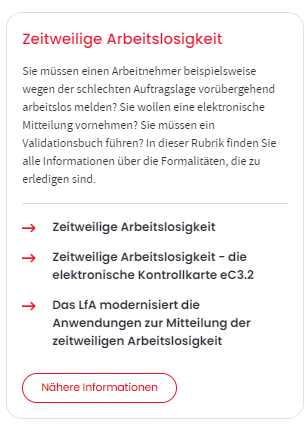 Zeitweilige Arbeitslosigkeit
Sie müssen einen Arbeitnehmer beispielsweise
wegen der schlechten Auftragslage vorübergehend
arbeitslos melden? Sie wollen eine elektronische
Mitteilung vornehmen? Sie müssen ein
Validationsbuch führen? In dieser Rubrik finden Sie
alle Informationen über die Formalitäten, die zu
erledigen sind.
Zeitweilige Arbeitslosigkeit
Zeitweilige Arbeitslosigkeit - die
elektronische Kontrollkarte eC3.2
Das LfA modernisiert die
Anwendungen zur Mitteilung der
zeitweiligen Arbeitslosigkeit
Nähere Informationen